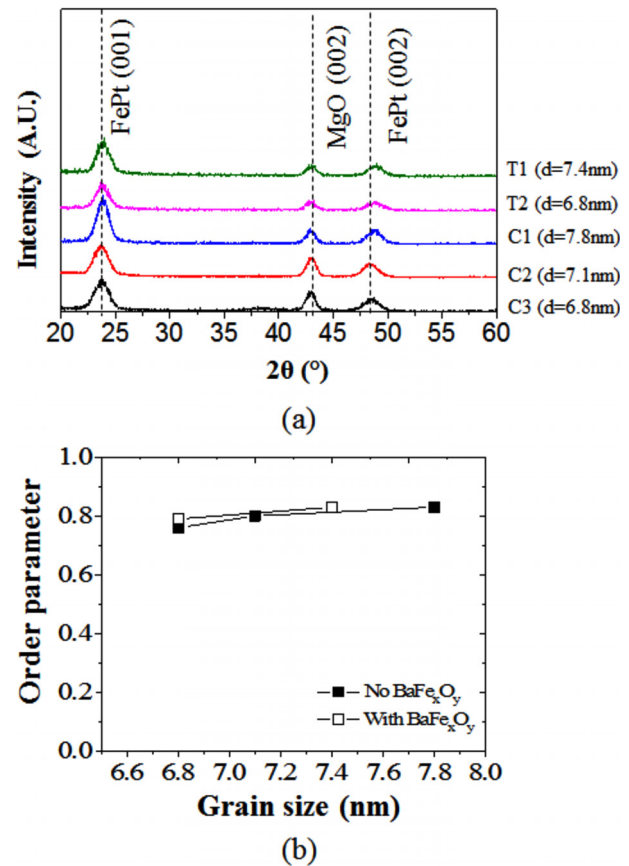 FePt (001)
MgO (002)
FePt (002)
Intensity (A.U.)
T1 (d=7.4nm)
T2 (d=6.8nm)
C1 (d=7.8nm)
C2 (d=7.1nm)
C3 (d=6.8nm)
20 25 30 35 40 45 50 55 60
2θ (°)
(a)
1.0
0.8
0.6
0.4
0.2
0.0
Order parameter
No BaFexOy
With BaFexOy
6.6 6.8 7.0 7.2 7.4 7.6 7.8 8.0
Grain size (nm)
(b)